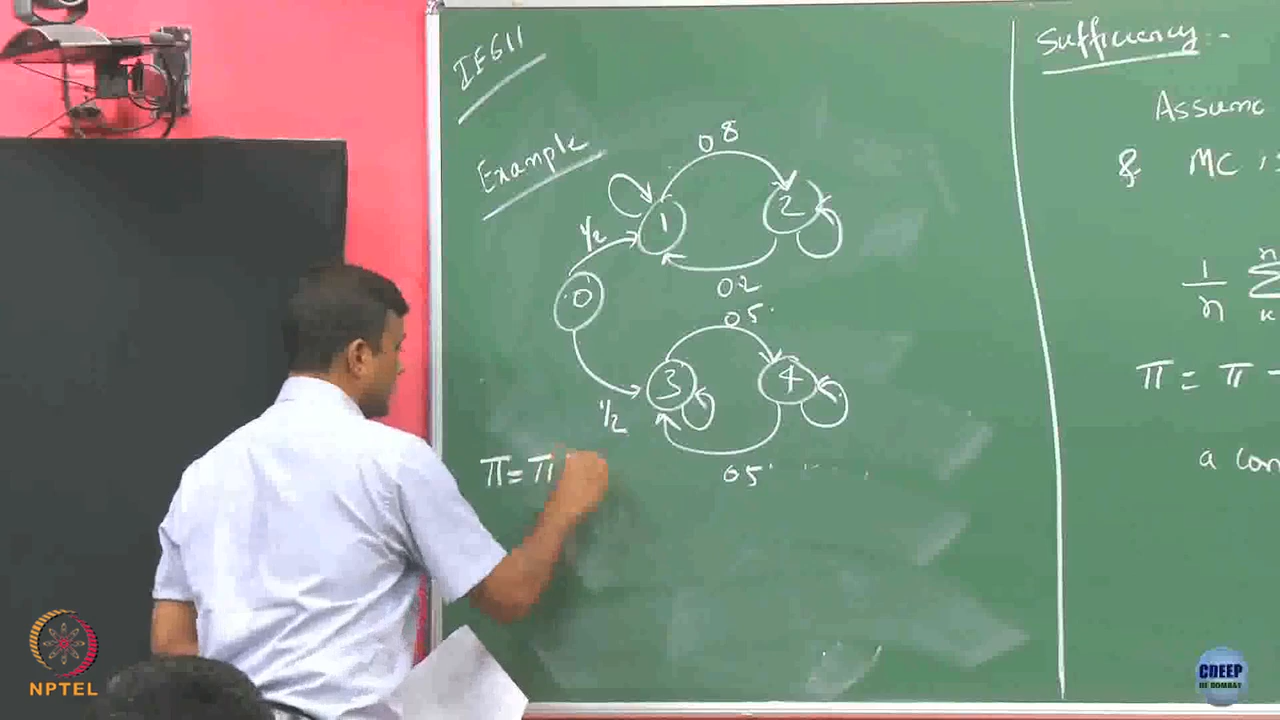 IE611
Example
0.8
1
2
1/2
0
0.2
0.5
3
4
1/2
0.5
π = π
Sufficiency :-
Assume
& MC
1/n Σ
π = π
a con
NPTEL
CDEEP
IIT BOMBAY